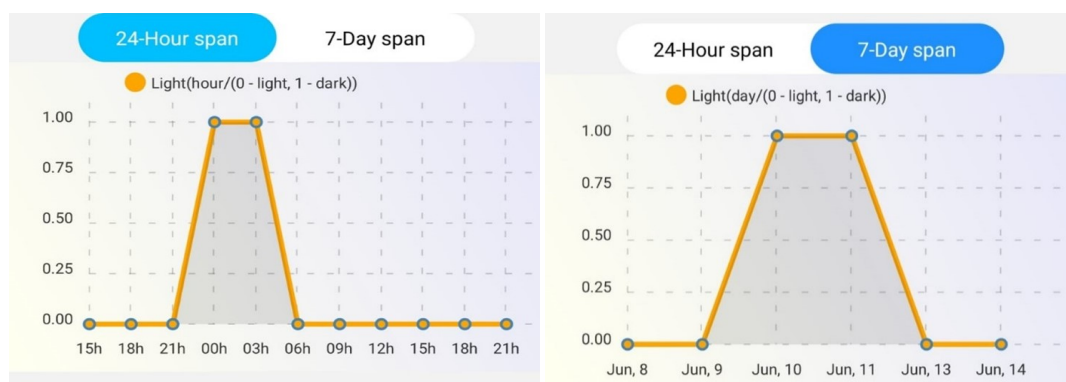 24-Hour span 7-Day span
Light(hour/(0 - light, 1 - dark))
1.00
0.75
0.50
0.25
0.00
15h 18h 21h 00h 03h 06h 09h 12h 15h 18h 21h
24-Hour span 7-Day span
Light(day/(0 - light, 1 - dark))
1.00
0.75
0.50
0.25
0.00
Jun, 8 Jun, 9 Jun, 10 Jun, 11 Jun, 13 Jun, 14